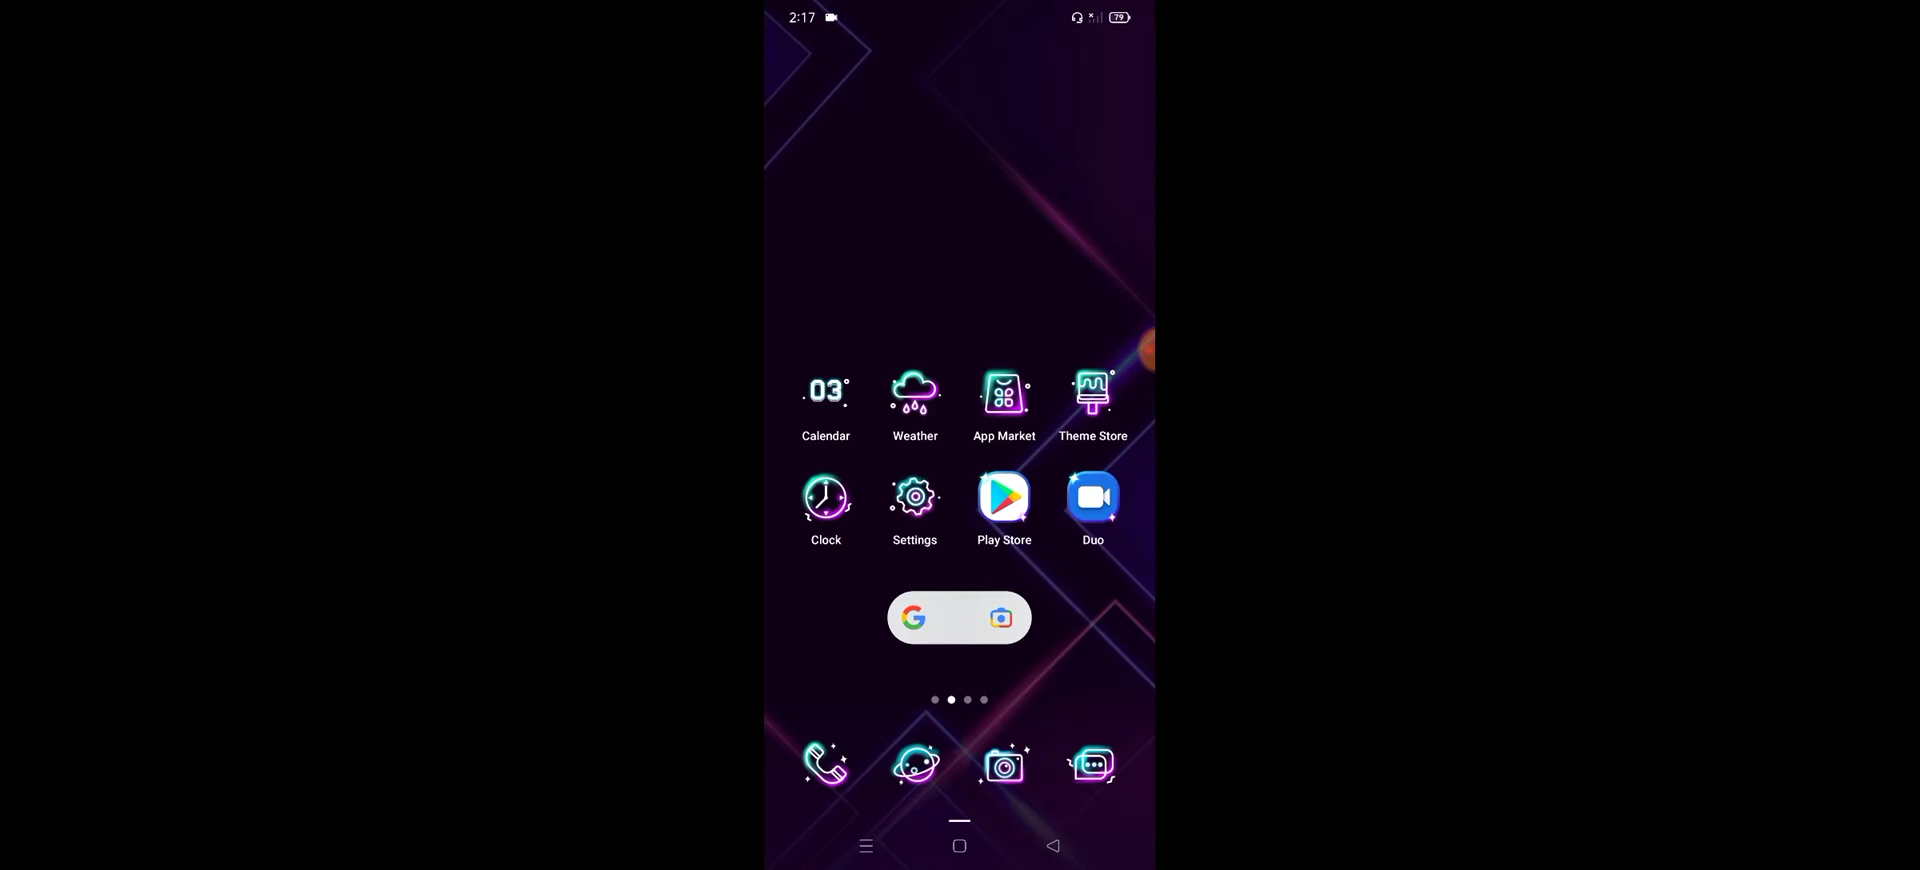 2:17 79
03
Calendar Weather App Market Theme Store
Clock Settings Play Store Duo